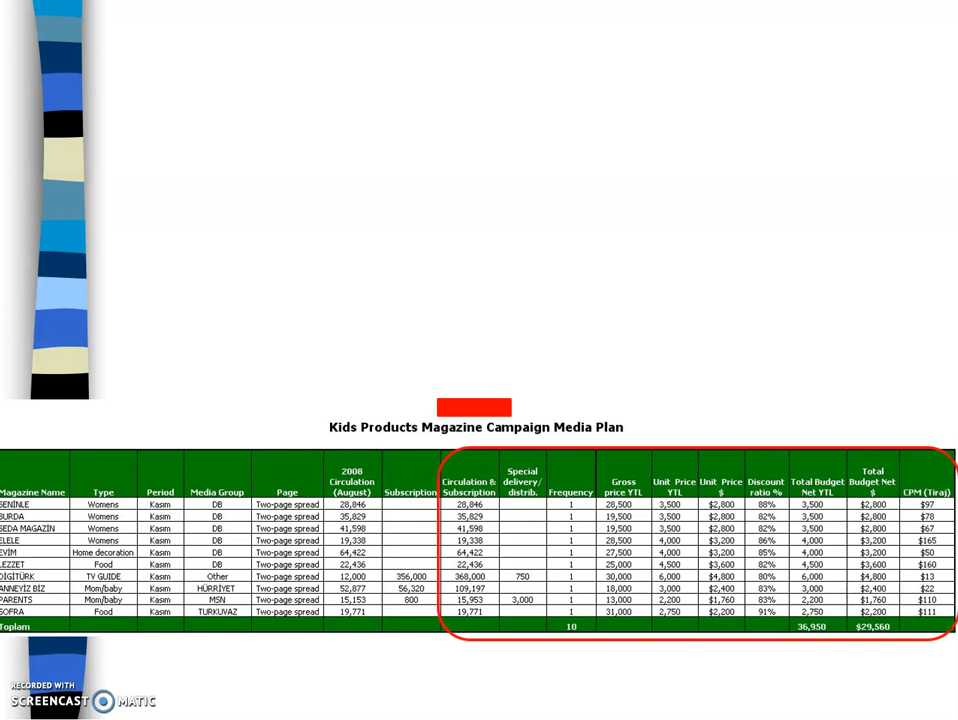 Kids Products Magazine Campaign Media Plan
Magazine Name Type Period Media Group Page 2008 Circulation (August) Subscription Circulation & Subscription Special delivery/ distrib. Frequency Gross price YTL Unit Price YTL Unit Price $ Discount ratio % Total Budget Net YTL Total Budget Net $ CPM (Tiraj)
SENİNLE Womens Kasım DB Two-page spread 28,846 28,846 1 28,500 3,500 $2,800 88% 3,500 $2,800 $97
BURDA Womens Kasım DB Two-page spread 35,829 35,829 1 19,500 3,500 $2,800 82% 3,500 $2,800 $78
SEDA MAGAZİN Womens Kasım DB Two-page spread 41,598 41,598 1 19,500 3,500 $2,800 82% 3,500 $2,800 $67
ELELE Womens Kasım DB Two-page spread 19,338 19,338 1 28,500 4,000 $3,200 86% 4,000 $3,200 $165
EVİM Home decoration Kasım DB Two-page spread 64,422 64,422 1 27,500 4,000 $3,200 85% 4,000 $3,200 $50
LEZZET Food Kasım DB Two-page spread 22,436 22,436 1 25,000 4,500 $3,600 82% 4,500 $3,600 $160
DİGİTÜRK TV GUIDE Kasım Other Two-page spread 12,000 356,000 368,000 750 1 30,000 6,000 $4,800 80% 6,000 $4,800 $13
ANNEYİZ BİZ Mom/baby Kasım HÜRRİYET Two-page spread 52,877 56,320 109,197 1 18,000 3,000 $2,400 83% 3,000 $2,400 $22
PARENTS Mom/baby Kasım MSN Two-page spread 15,153 800 15,953 3,000 1 13,000 2,200 $1,760 83% 2,200 $1,760 $110
SOFRA Food Kasım TURKUVAZ Two-page spread 19,771 19,771 1 31,000 2,750 $2,200 91% 2,750 $2,200 $111
Toplam 10 36,950 $29,560
RECORDED WITH
SCREENCAST MATIC